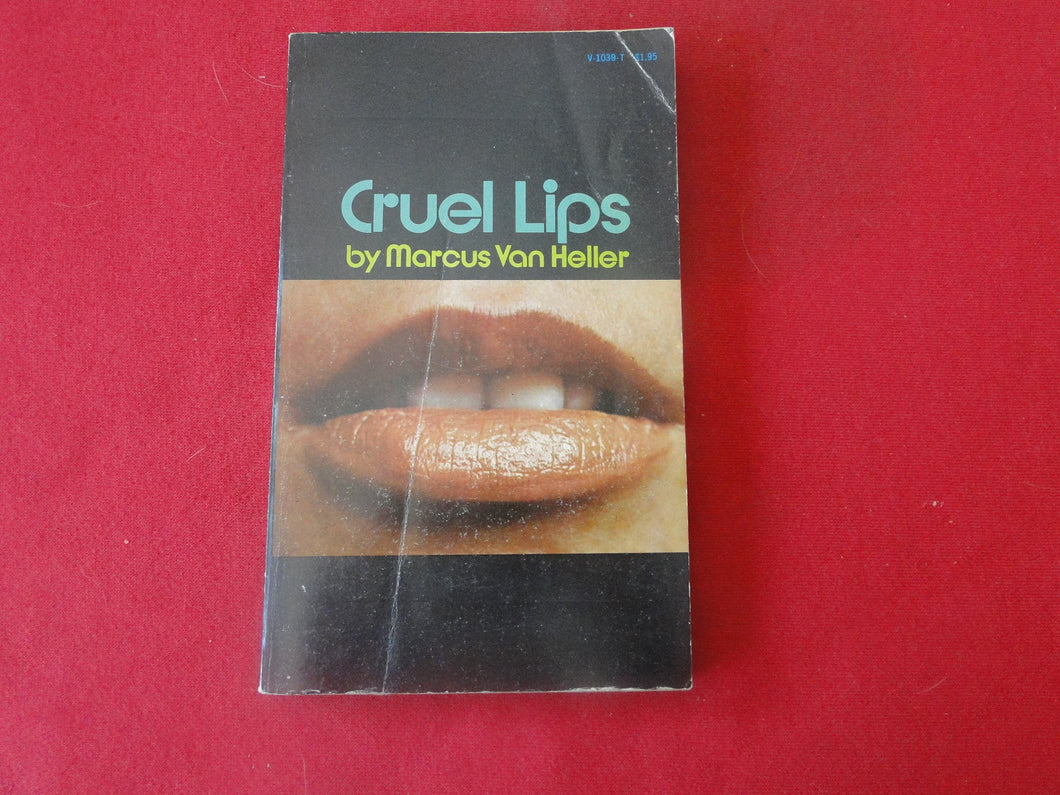 V-1039-T $1.95
Cruel Lips
by Marcus Van Heller